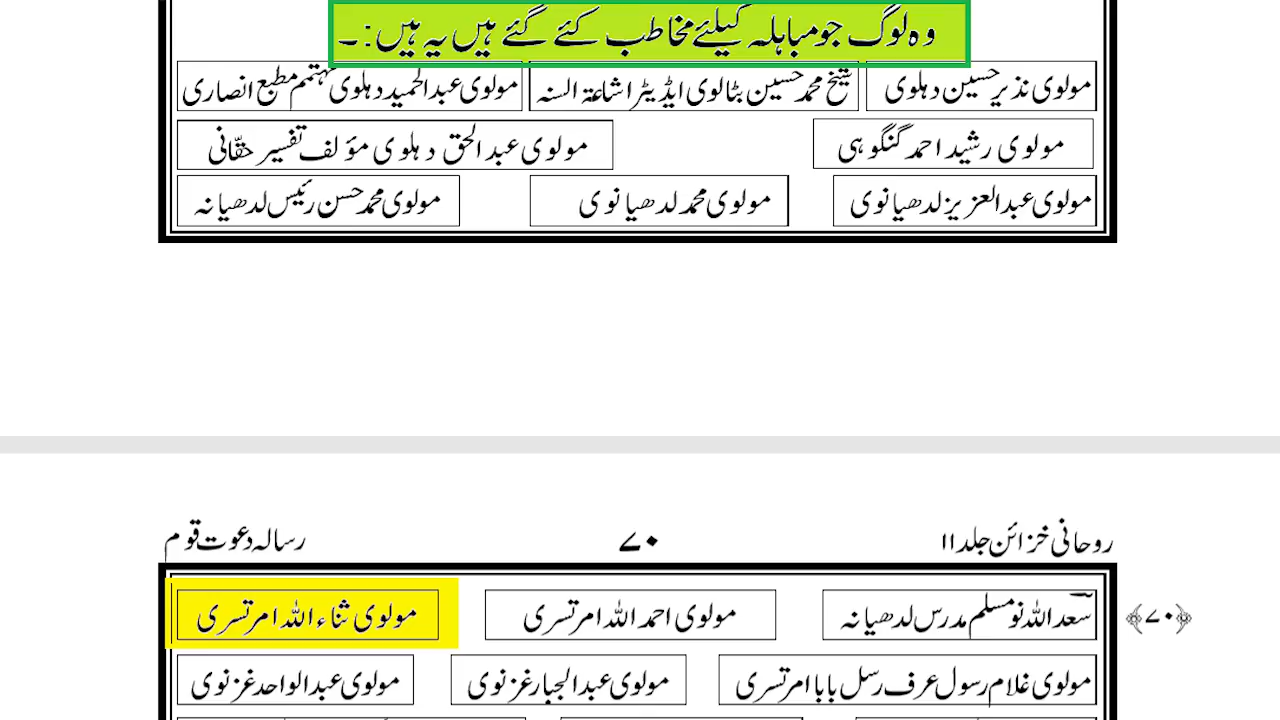 وہ لوگ جو مباہلہ کیلئے مخاطب کئے گئے ہیں یہ ہیں:۔
مولوی نذیر حسین دہلوی شیخ محمد حسین بٹالوی ایڈیٹر اشاعۃ السنہ مولوی عبدالحمید دہلوی مہتمم مطبع انصاری
مولوی رشید احمد گنگوہی مولوی عبدالحق دہلوی مؤلف تفسیر حقّانی
مولوی عبدالعزیز لدھیانوی مولوی محمد لدھیانوی مولوی محمد حسن رئیس لدھیانہ
روحانی خزائن جلد ۱۱ ۷۰ رسالہ دعوت قوم
﴿۷۰﴾ سعد اللہ نومسلم مدرس لدھیانہ مولوی احمد اللہ امرتسری مولوی ثناء اللہ امرتسری
مولوی غلام رسول عرف رسل بابا امرتسری مولوی عبدالجبار غزنوی مولوی عبدالواحد غزنوی